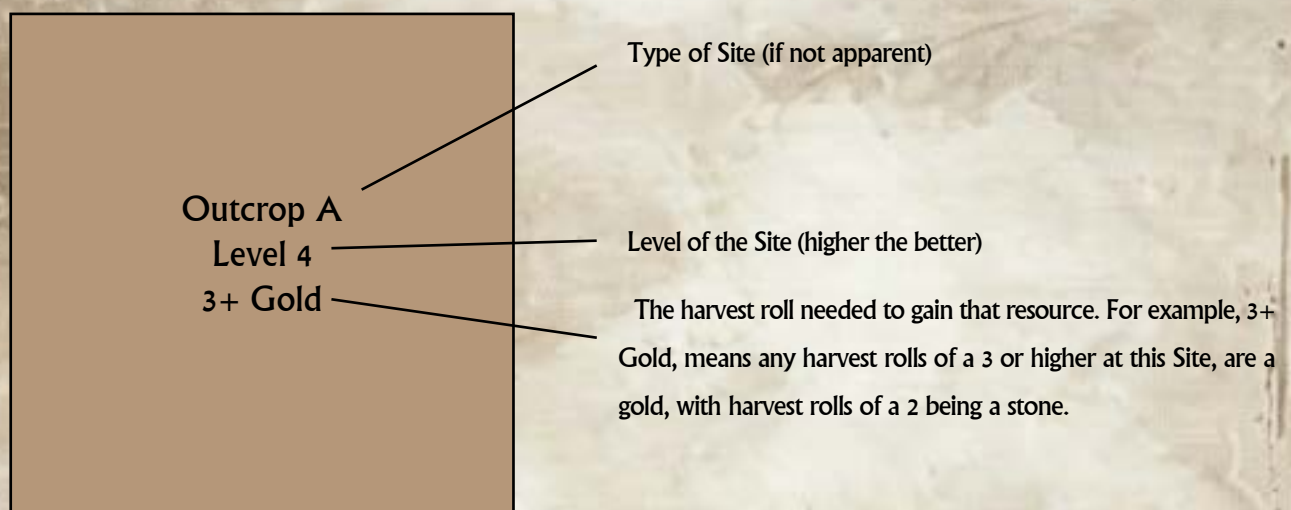 Type of Site (if not apparent)
Outcrop A
Level 4
3+ Gold
Level of the Site (higher the better)
The harvest roll needed to gain that resource. For example, 3+
Gold, means any harvest rolls of a 3 or higher at this Site, are a
gold, with harvest rolls of a 2 being a stone.